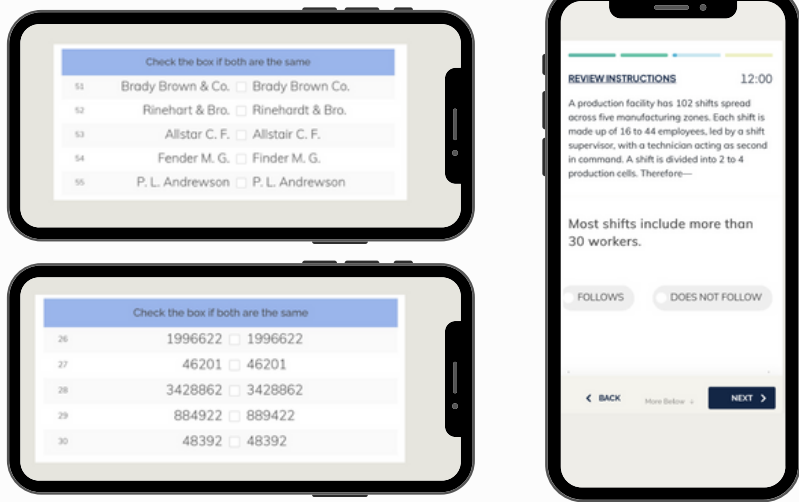 Check the box if both are the same
51 Brady Brown & Co. Brady Brown Co.
52 Rinehart & Bro. Rinehardt & Bro.
53 Allstar C. F. Allstair C. F.
54 Fender M. G. Finder M. G.
55 P. L. Andrewson P. L. Andrewson
Check the box if both are the same
26 1996622 1996622
27 46201 46201
28 3428862 3428862
29 884922 889422
30 48392 48392
REVIEW INSTRUCTIONS 12:00
A production facility has 102 shifts spread
across five manufacturing zones. Each shift is
made up of 16 to 44 employees, led by a shift
supervisor, with a technician acting as second
in command. A shift is divided into 2 to 4
production cells. Therefore—
Most shifts include more than
30 workers.
FOLLOWS DOES NOT FOLLOW
BACK More Below ↓ NEXT